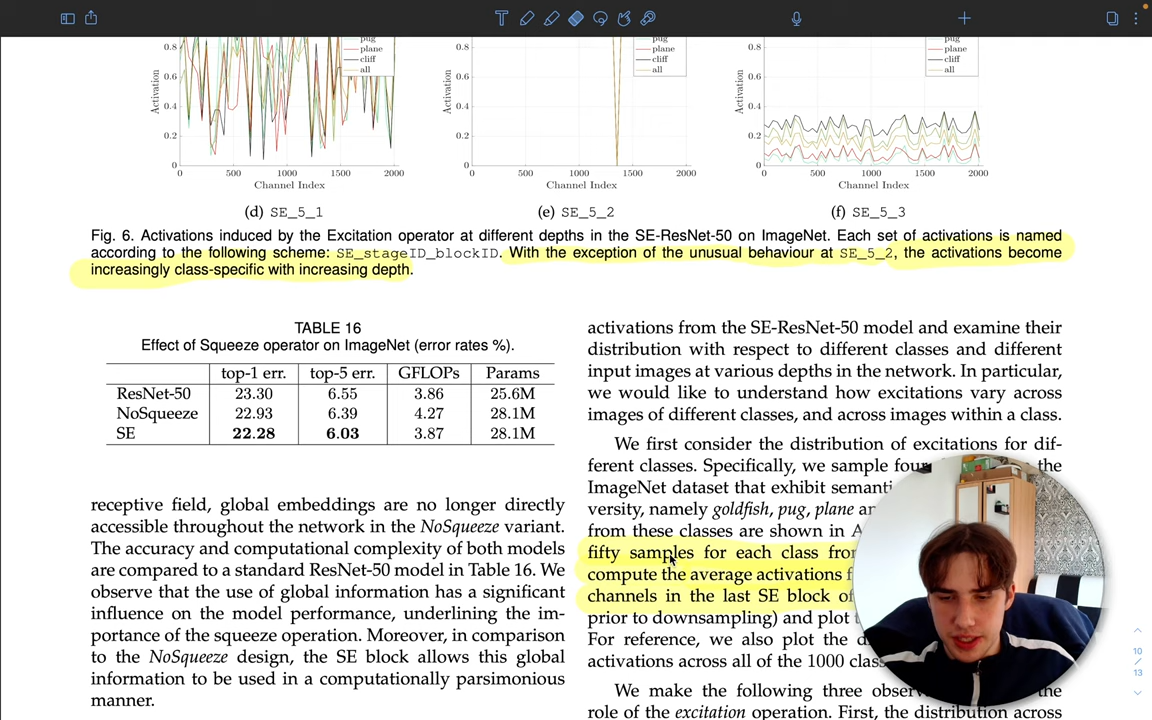 0.8
0.6
0.4
0.2
0
Activation
pug
plane
cliff
all
0 500 1000 1500 2000
Channel Index
(d) SE_5_1
0.8
0.6
0.4
0.2
0
Activation
pug
plane
cliff
all
0 500 1000 1500 2000
Channel Index
(e) SE_5_2
0.8
0.6
0.4
0.2
0
Activation
pug
plane
cliff
all
0 500 1000 1500 2000
Channel Index
(f) SE_5_3
Fig. 6. Activations induced by the Excitation operator at different depths in the SE-ResNet-50 on ImageNet. Each set of activations is named
according to the following scheme: SE_stageID_blockID. With the exception of the unusual behaviour at SE_5_2, the activations become
increasingly class-specific with increasing depth.
TABLE 16
Effect of Squeeze operator on ImageNet (error rates %).
top-1 err. top-5 err. GFLOPs Params
ResNet-50 23.30 6.55 3.86 25.6M
NoSqueeze 22.93 6.39 4.27 28.1M
SE 22.28 6.03 3.87 28.1M
receptive field, global embeddings are no longer directly
accessible throughout the network in the NoSqueeze variant.
The accuracy and computational complexity of both models
are compared to a standard ResNet-50 model in Table 16. We
observe that the use of global information has a significant
influence on the model performance, underlining the im-
portance of the squeeze operation. Moreover, in comparison
to the NoSqueeze design, the SE block allows this global
information to be used in a computationally parsimonious
manner.
activations from the SE-ResNet-50 model and examine their
distribution with respect to different classes and different
input images at various depths in the network. In particular,
we would like to understand how excitations vary across
images of different classes, and across images within a class.
We first consider the distribution of excitations for dif-
ferent classes. Specifically, we sample four the
ImageNet dataset that exhibit semanti
versity, namely goldfish, pug, plane
from these classes are shown in A
fifty samples for each class
compute the average activations
channels in the last SE block
prior to downsampling) and plot
For reference, we also plot the d
activations across all of the 1000
We make the following three the
role of the excitation operation. First, the distribution across
10
/
13